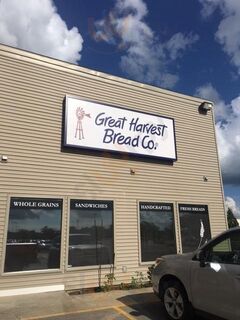 Great Harvest
Bread Co.
WHOLE GRAINS
SANDWICHES
HANDCRAFTED
FRESH BREADS